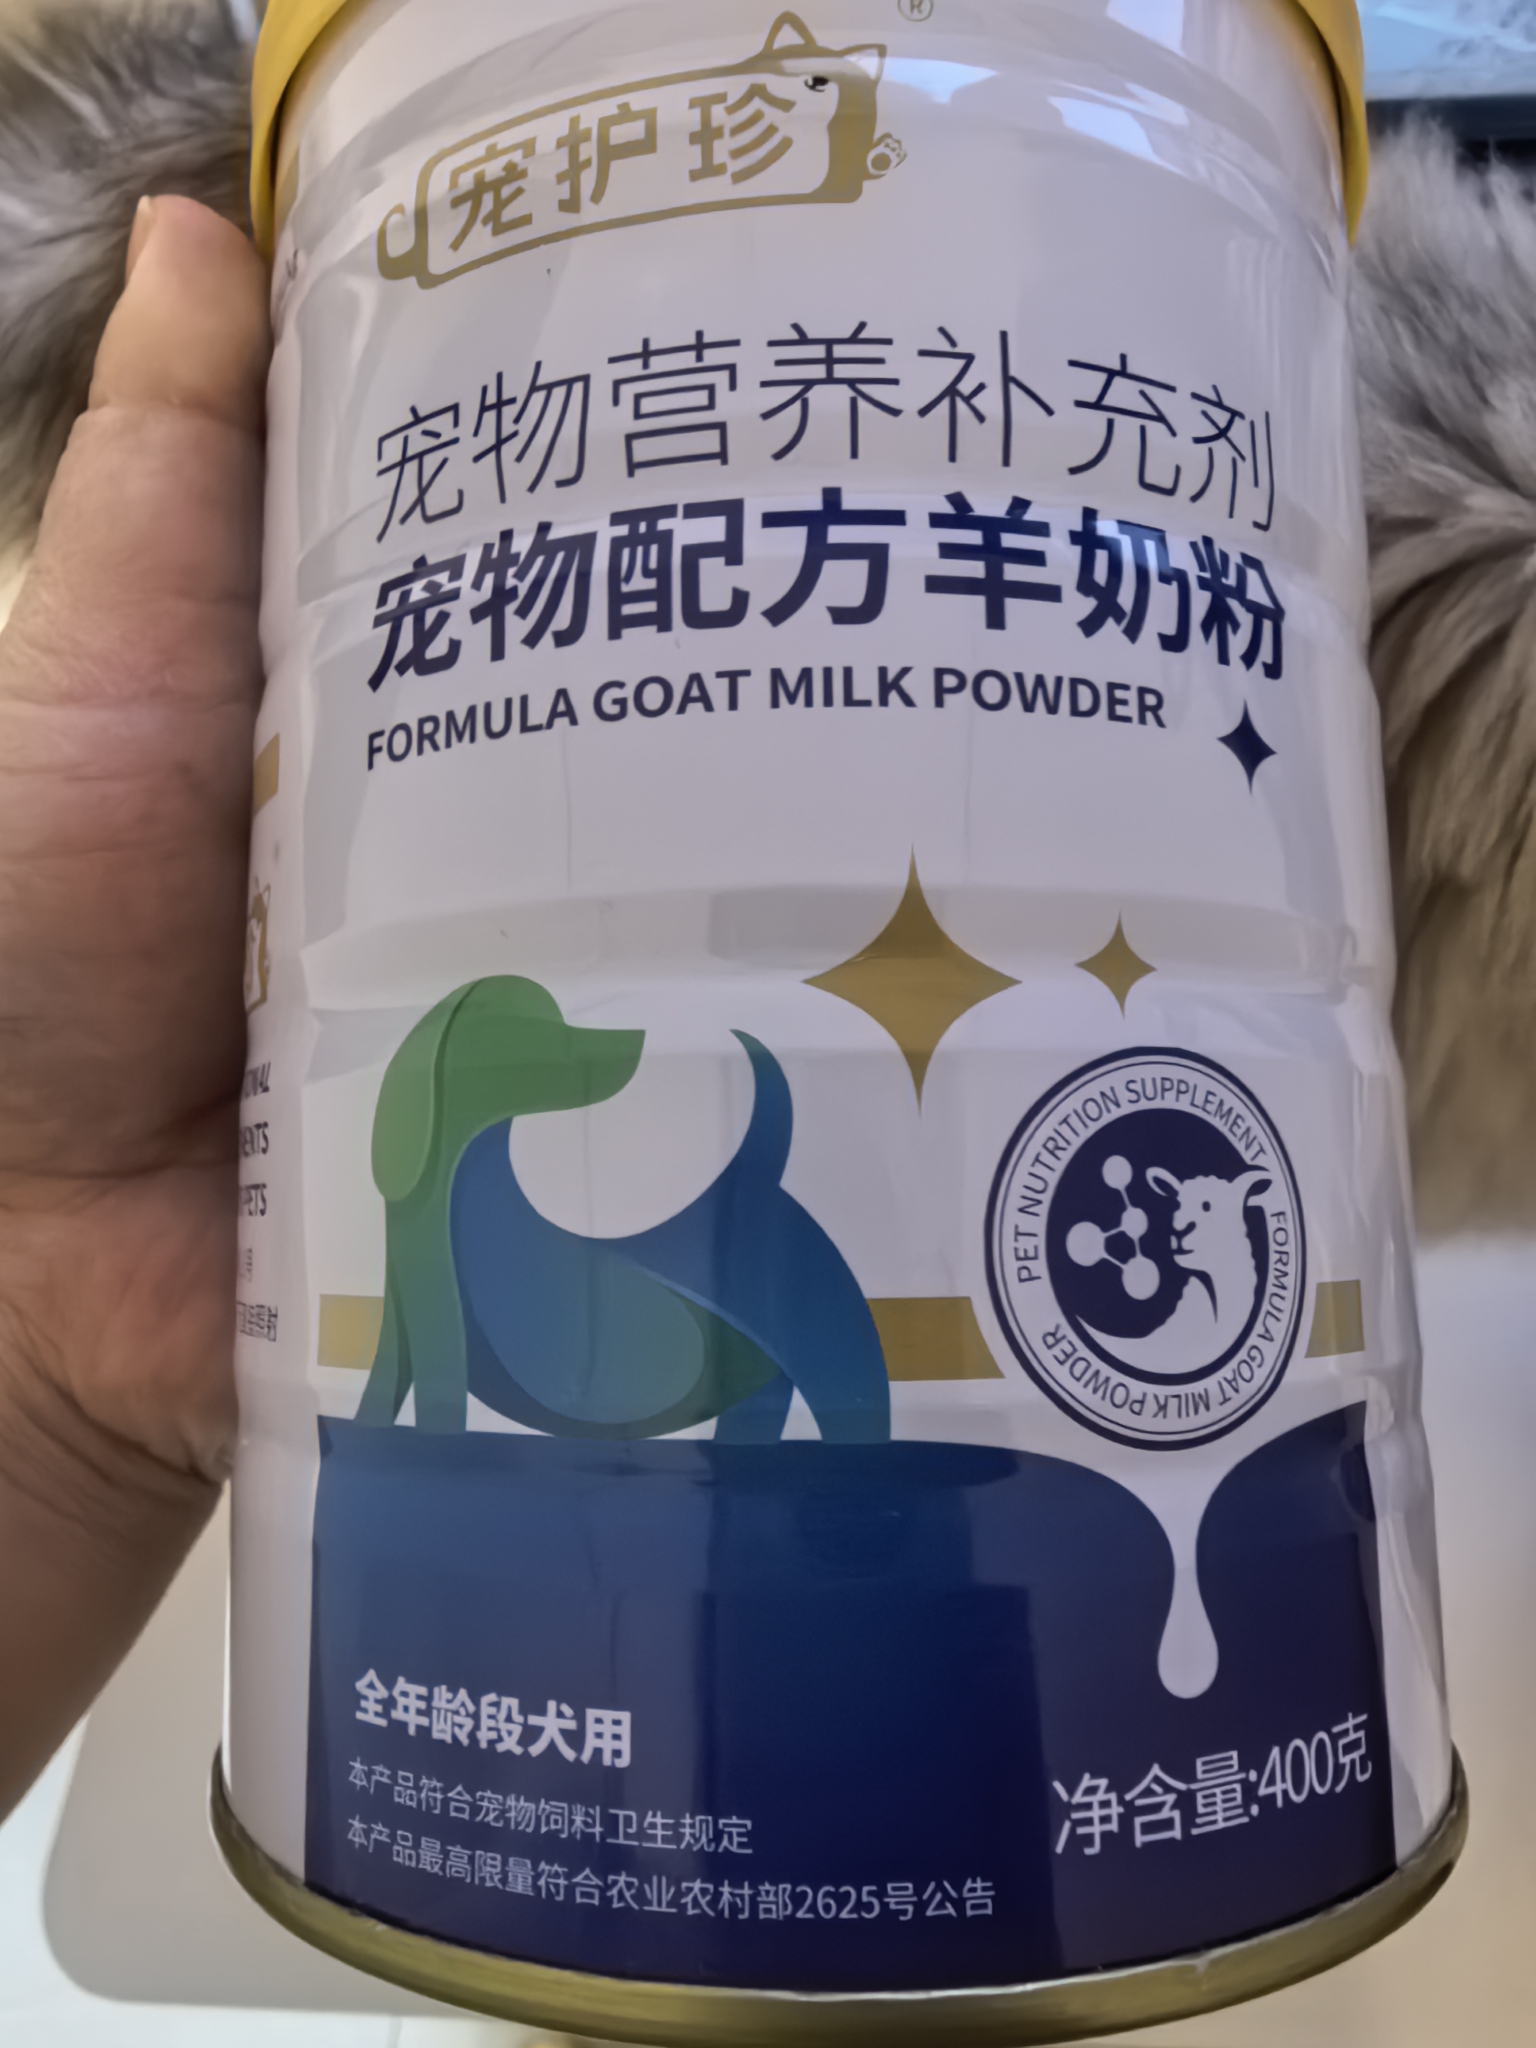 ®
宠护珍
宠物营养补充剂
宠物配方羊奶粉
FORMULA GOAT MILK POWDER
PET NUTRITION SUPPLEMENT
FORMULA GOAT MILK POWDER
全年龄段犬用
本产品符合宠物饲料卫生规定
本产品最高限量符合农业农村部2625号公告
净含量:400克